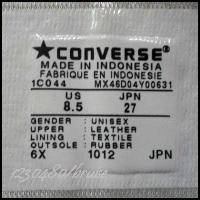 ★CONVERSE®
MADE IN INDONESIA
FABRIQUE EN INDONESIE
1C044 MX46D04Y00631
US JPN
8.5 27
GENDER : UNISEX
UPPER : LEATHER
LINING : TEXTILE
OUTSOLE : RUBBER
6X 1012 JPN